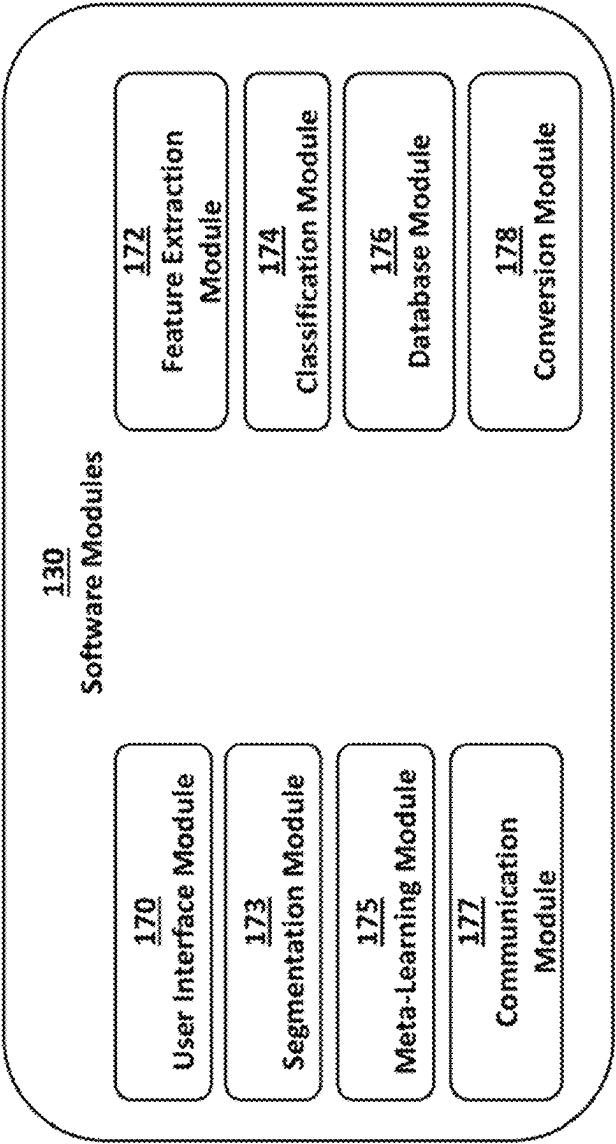 130
Software Modules
170
User Interface Module
173
Segmentation Module
175
Meta-Learning Module
177
Communication
Module
172
Feature Extraction
Module
174
Classification Module
176
Database Module
178
Conversion Module